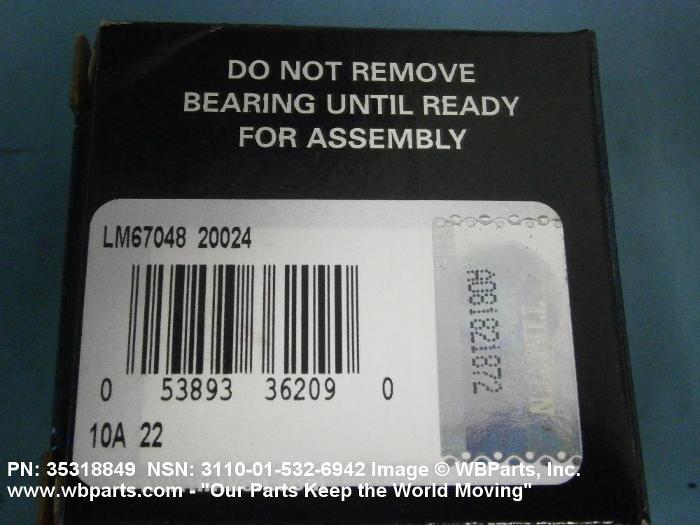 DO NOT REMOVE
BEARING UNTIL READY
FOR ASSEMBLY
LM67048 20024
0 53893 36209 0
10A 22
PN: 35318849 NSN: 3110-01-532-6942 Image © WBParts, Inc.
www.wbparts.com - "Our Parts Keep the World Moving"